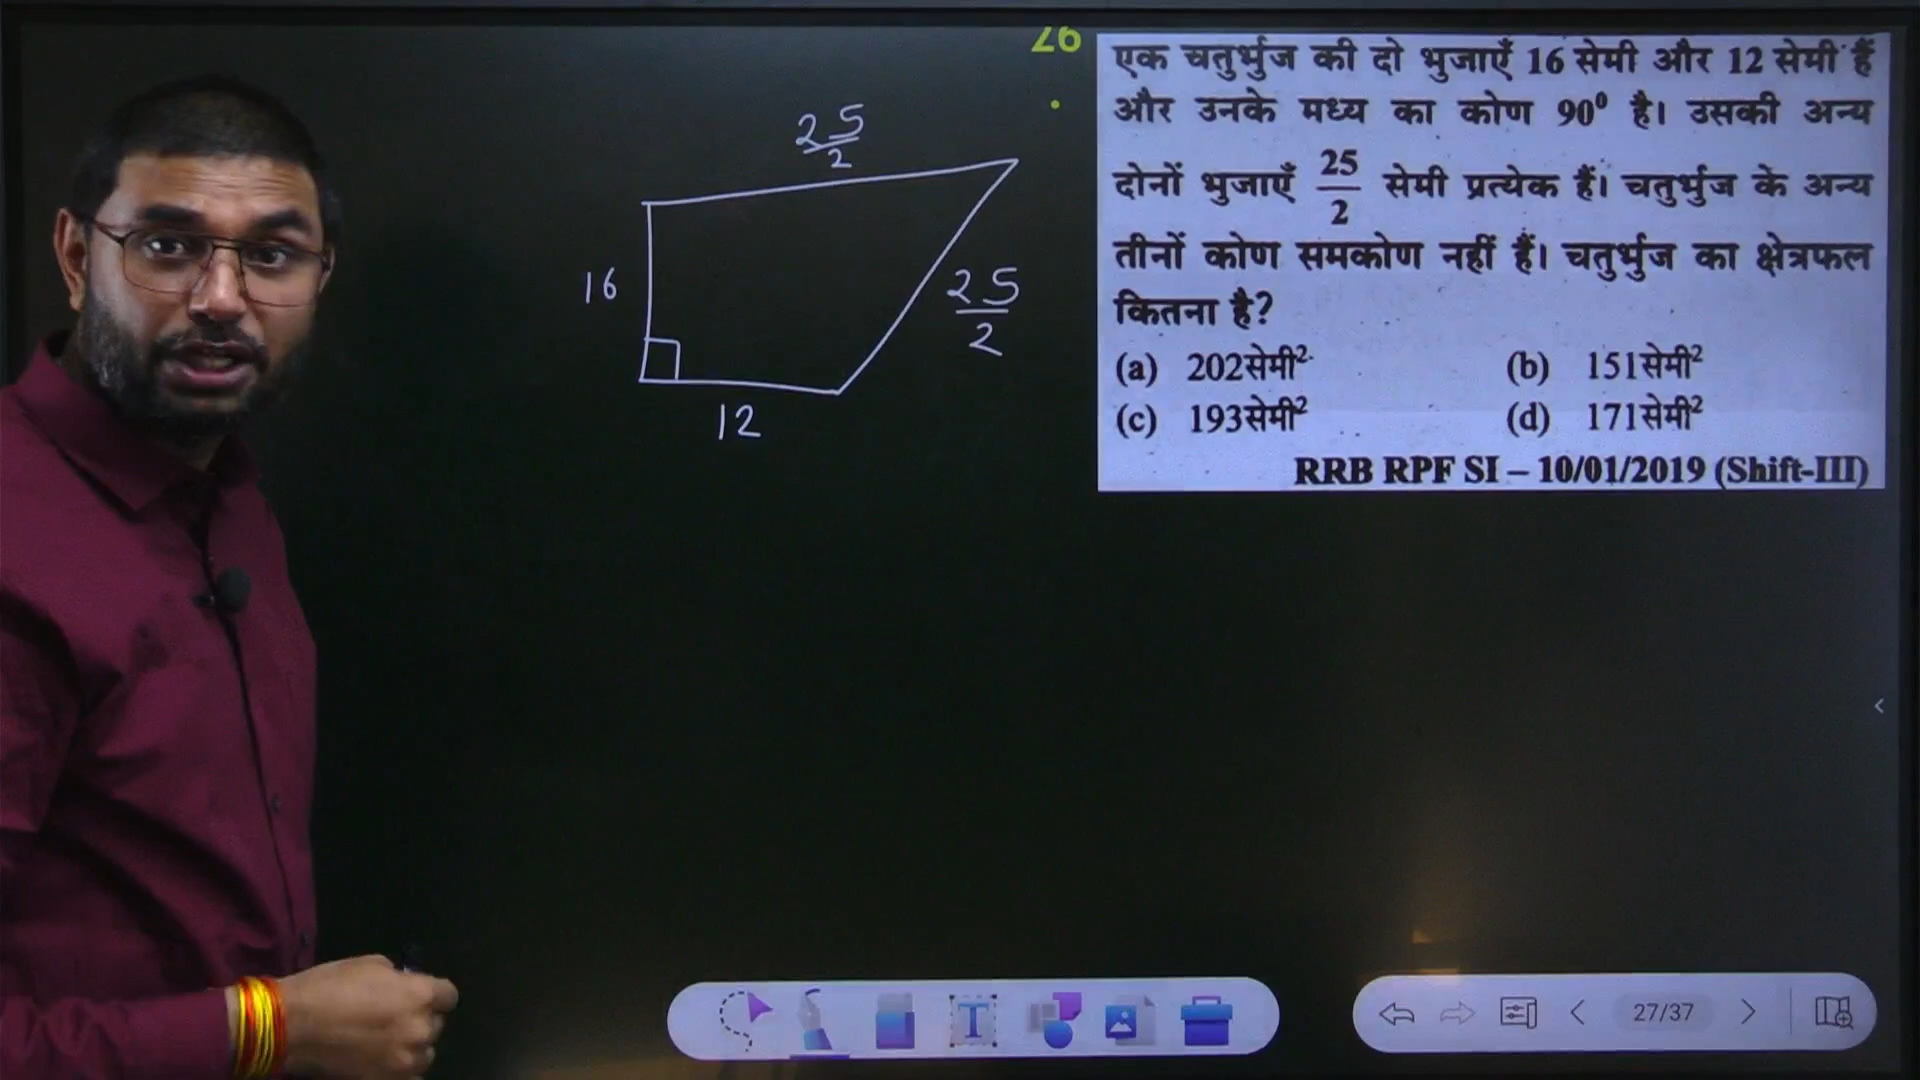 26
एक चतुर्भुज की दो भुजाएँ 16 सेमी और 12 सेमी हैं
और उनके मध्य का कोण 90⁰ है। उसकी अन्य
दोनों भुजाएँ 25/2 सेमी प्रत्येक हैं। चतुर्भुज के अन्य
तीनों कोण समकोण नहीं हैं। चतुर्भुज का क्षेत्रफल
कितना है?
(a) 202सेमी² (b) 151सेमी²
(c) 193सेमी² (d) 171सेमी²
RRB RPF SI – 10/01/2019 (Shift-III)
25/2
16
25/2
12
T
27/37